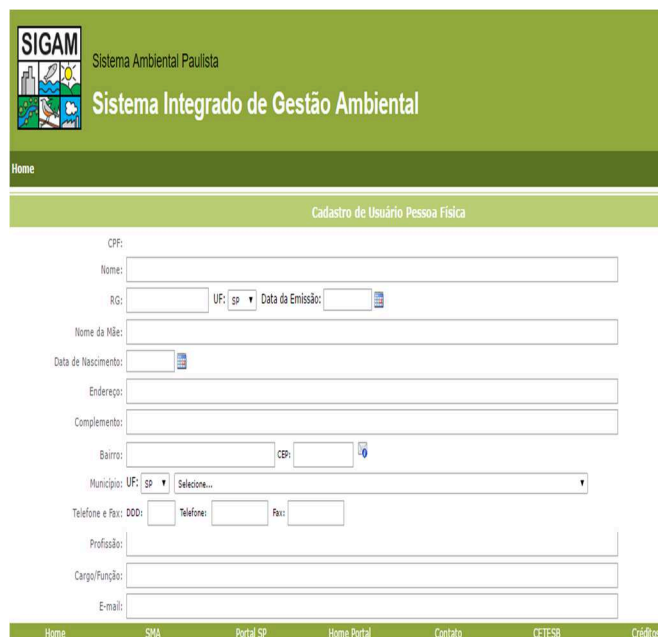 SIGAM
Sistema Ambiental Paulista
Sistema Integrado de Gestão Ambiental
Home
Cadastro de Usuário Pessoa Física
CPF:
Nome:
RG: UF: SP Data da Emissão:
Nome da Mãe:
Data de Nascimento:
Endereço:
Complemento:
Bairro: CEP:
Município: UF: SP Selecione...
Telefone e Fax: DDD: Telefone: Fax:
Profissão:
Cargo/Função:
E-mail:
Home SMA Portal SP Home Portal Contato CETESB Créditos